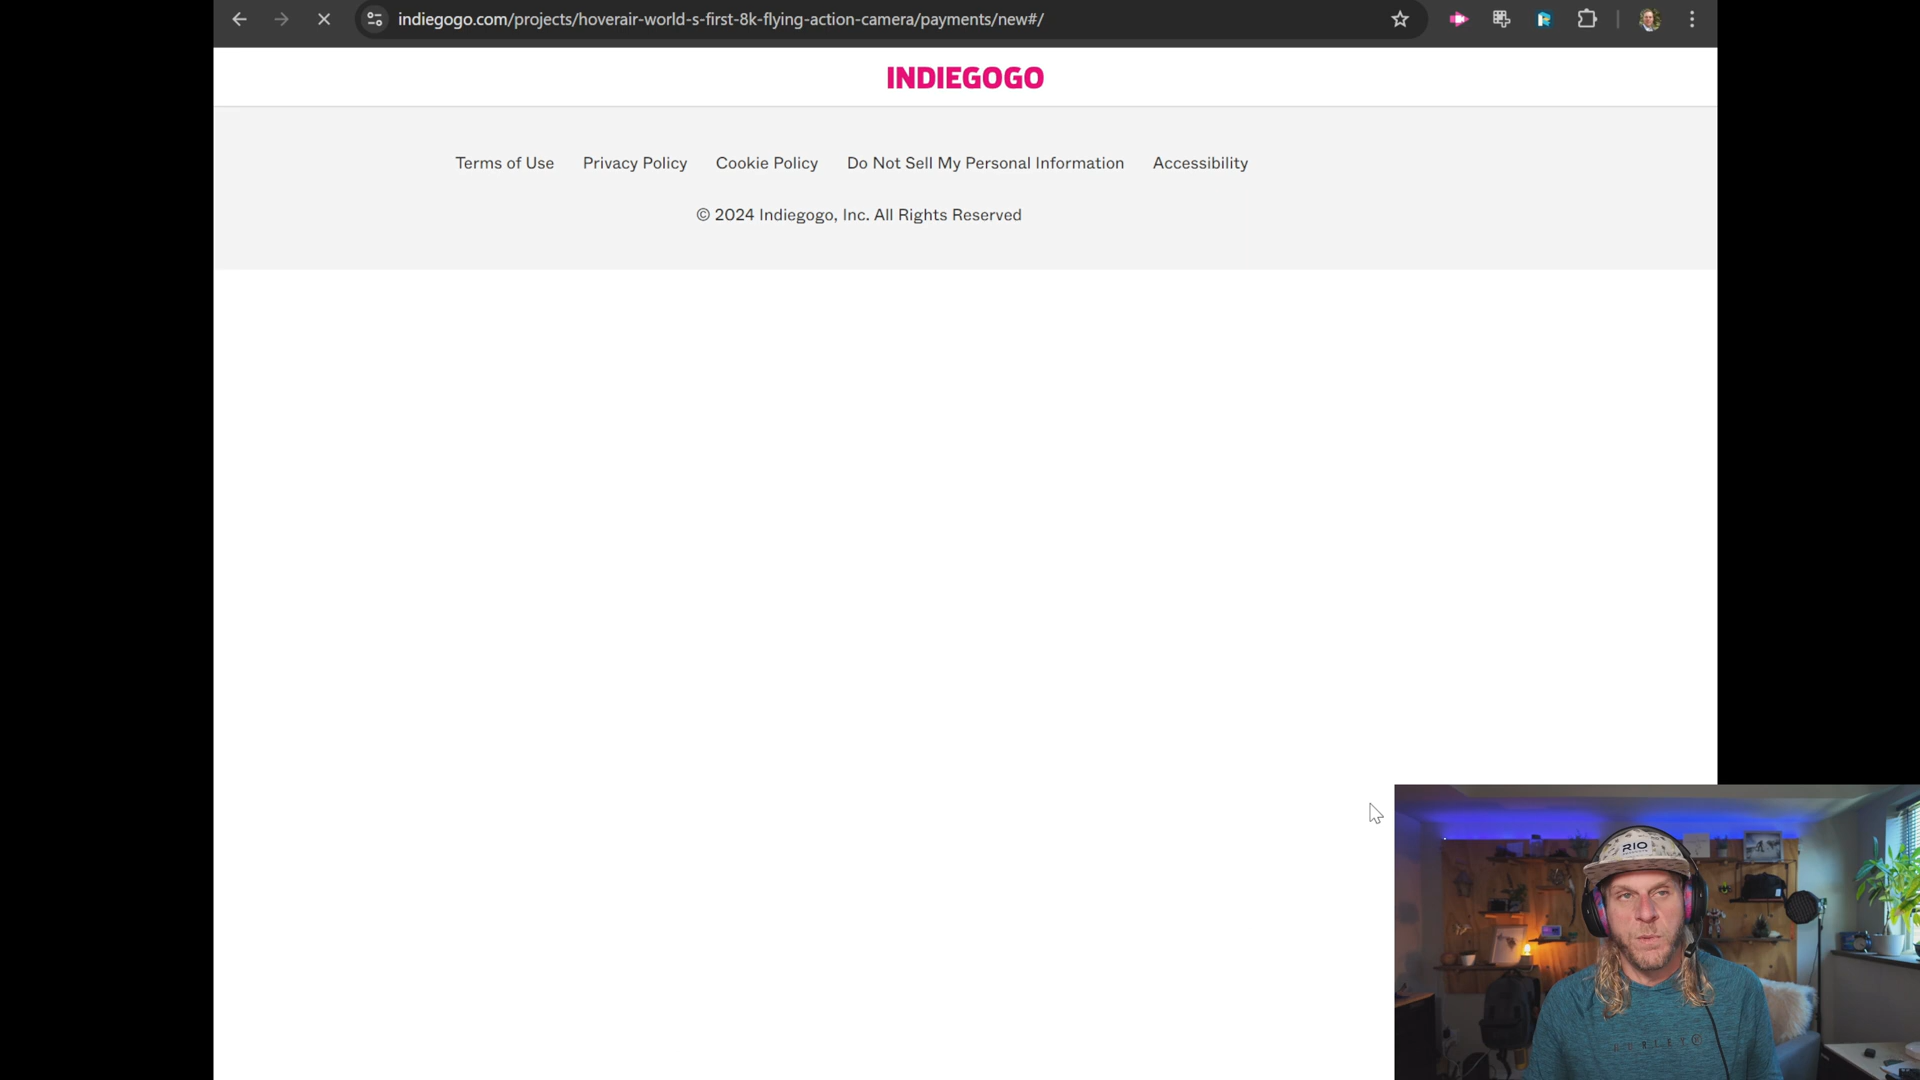 indiegogo.com/projects/hoverair-world-s-first-8k-flying-action-camera/payments/new#/
INDIEGOGO
Terms of Use Privacy Policy Cookie Policy Do Not Sell My Personal Information Accessibility
© 2024 Indiegogo, Inc. All Rights Reserved
RIO
HURLEY